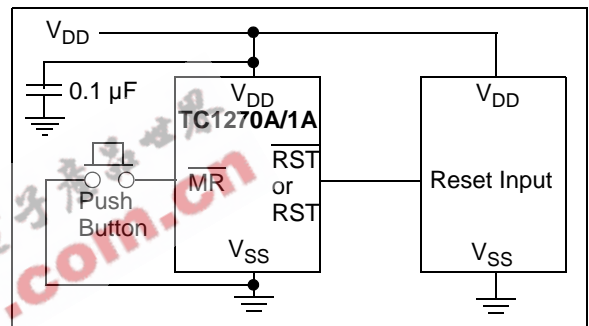 VDD
0.1 µF
VDD
TC1270A/1A
RST
or
RST
MR
Push
Button
VSS
VDD
Reset Input
VSS
.com.cn